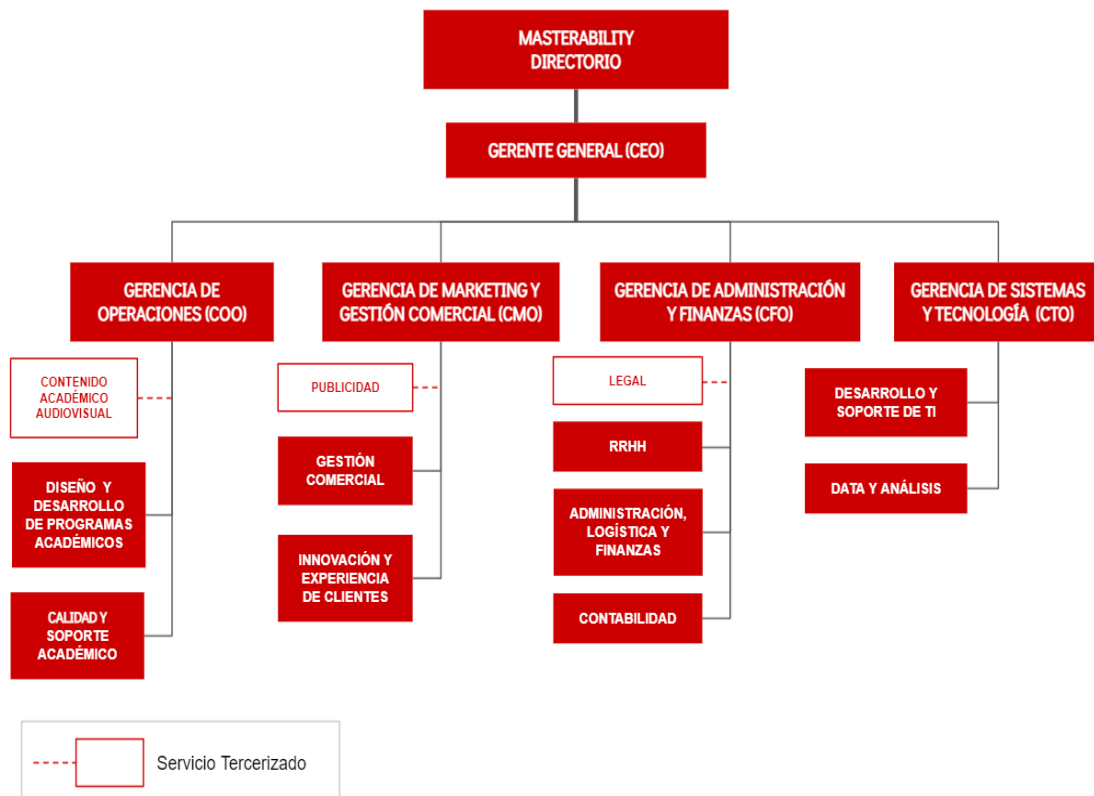 MASTERABILITY
DIRECTORIO
GERENTE GENERAL (CEO)
GERENCIA DE
OPERACIONES (COO)
GERENCIA DE MARKETING Y
GESTIÓN COMERCIAL (CMO)
GERENCIA DE ADMINISTRACIÓN
Y FINANZAS (CFO)
GERENCIA DE SISTEMAS
Y TECNOLOGÍA (CTO)
CONTENIDO
ACADÉMICO
AUDIOVISUAL
DISEÑO Y
DESARROLLO
DE PROGRAMAS
ACADÉMICOS
CALIDAD Y
SOPORTE
ACADÉMICO
PUBLICIDAD
GESTIÓN
COMERCIAL
INNOVACIÓN Y
EXPERIENCIA
DE CLIENTES
LEGAL
RRHH
ADMINISTRACIÓN,
LOGÍSTICA Y
FINANZAS
CONTABILIDAD
DESARROLLO Y
SOPORTE DE TI
DATA Y ANÁLISIS
Servicio Tercerizado